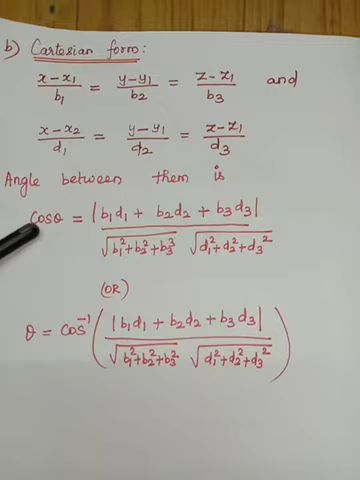 b) Cartesian form:
x-x₁/b₁ = y-y₁/b₂ = z-z₁/b₃ and
x-x₂/d₁ = y-y₁/d₂ = z-z₁/d₃
Angle between them is
cosθ = |b₁d₁ + b₂d₂ + b₃d₃| / √(b₁²+b₂²+b₃²) √(d₁²+d₂²+d₃²)
(OR)
θ = cos⁻¹ ( |b₁d₁ + b₂d₂ + b₃d₃| / √(b₁²+b₂²+b₃²) √(d₁²+d₂²+d₃²) )